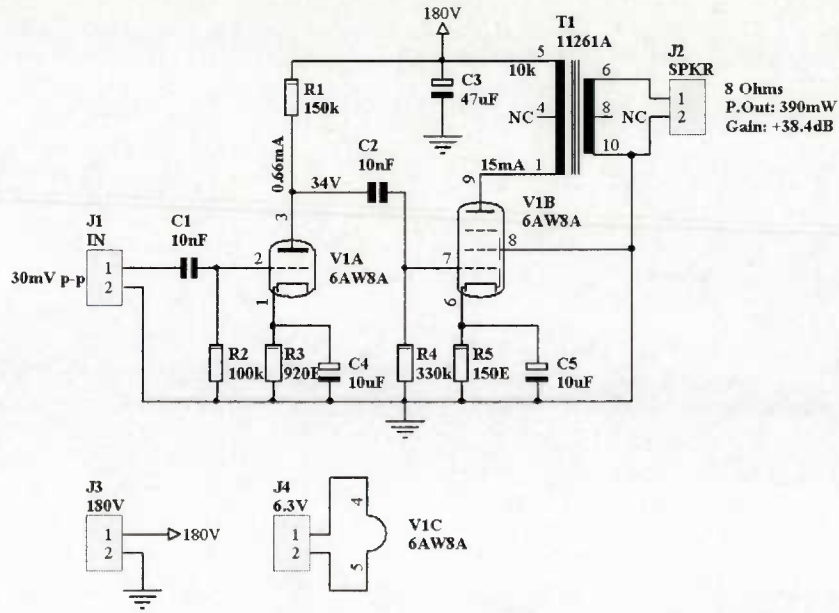 180V
T1
11261A
J2
SPKR
5
10k
6
R1
150k
C3
47uF
NC
4
8
NC
1
2
8 Ohms
P.Out: 390mW
Gain: +38.4dB
10
0.66mA
C2
10nF
15mA
1
34V
9
V1B
6AW8A
J1
IN
C1
10nF
3
8
30mV p-p
1
2
2
V1A
6AW8A
7
1
6
R2
100k
R3
920E
C4
10uF
R4
330k
R5
150E
C5
10uF
J3
180V
1
2
180V
J4
6.3V
1
2
4
5
V1C
6AW8A